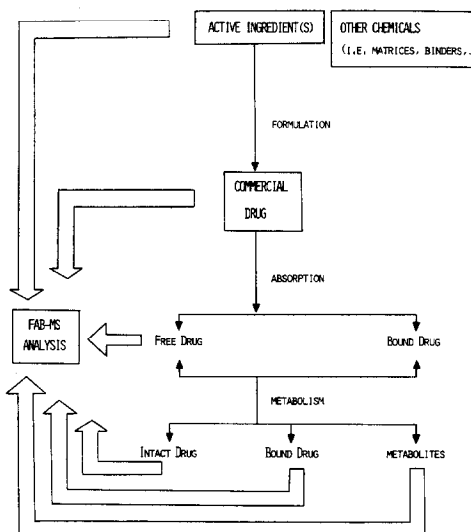 ACTIVE INGREDIENT(S)
OTHER CHEMICALS
(I.E. MATRICES, BINDERS,.
FORMULATION
COMMERCIAL
DRUG
ABSORPTION
FAB-MS
ANALYSIS
FREE DRUG
BOUND DRUG
METABOLISM
INTACT DRUG
BOUND DRUG
METABOLITES